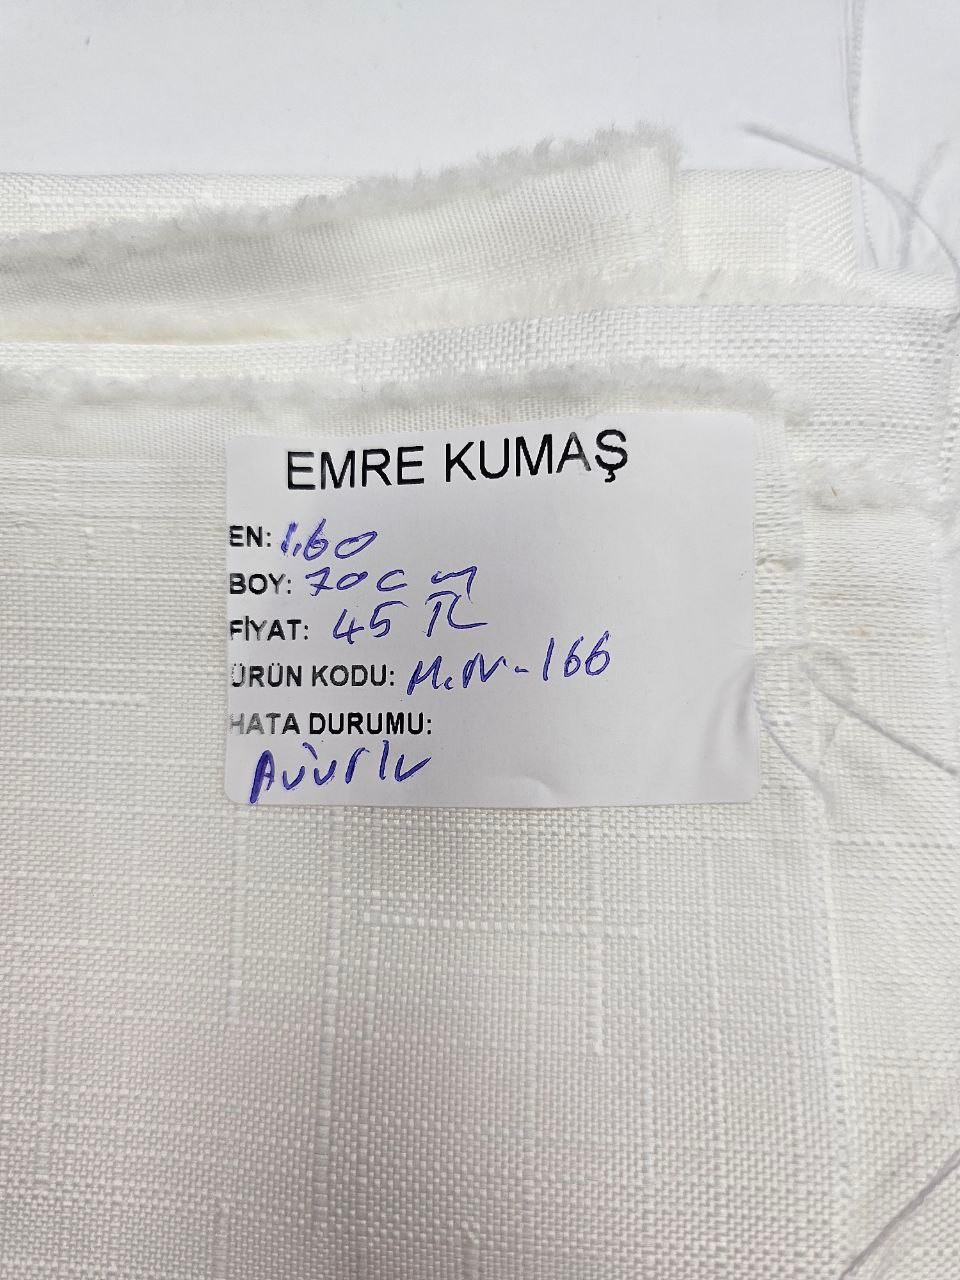 EMRE KUMAŞ
EN: 1.60
BOY: 70 cm
FİYAT: 45 TL
ÜRÜN KODU: M.N-166
HATA DURUMU: